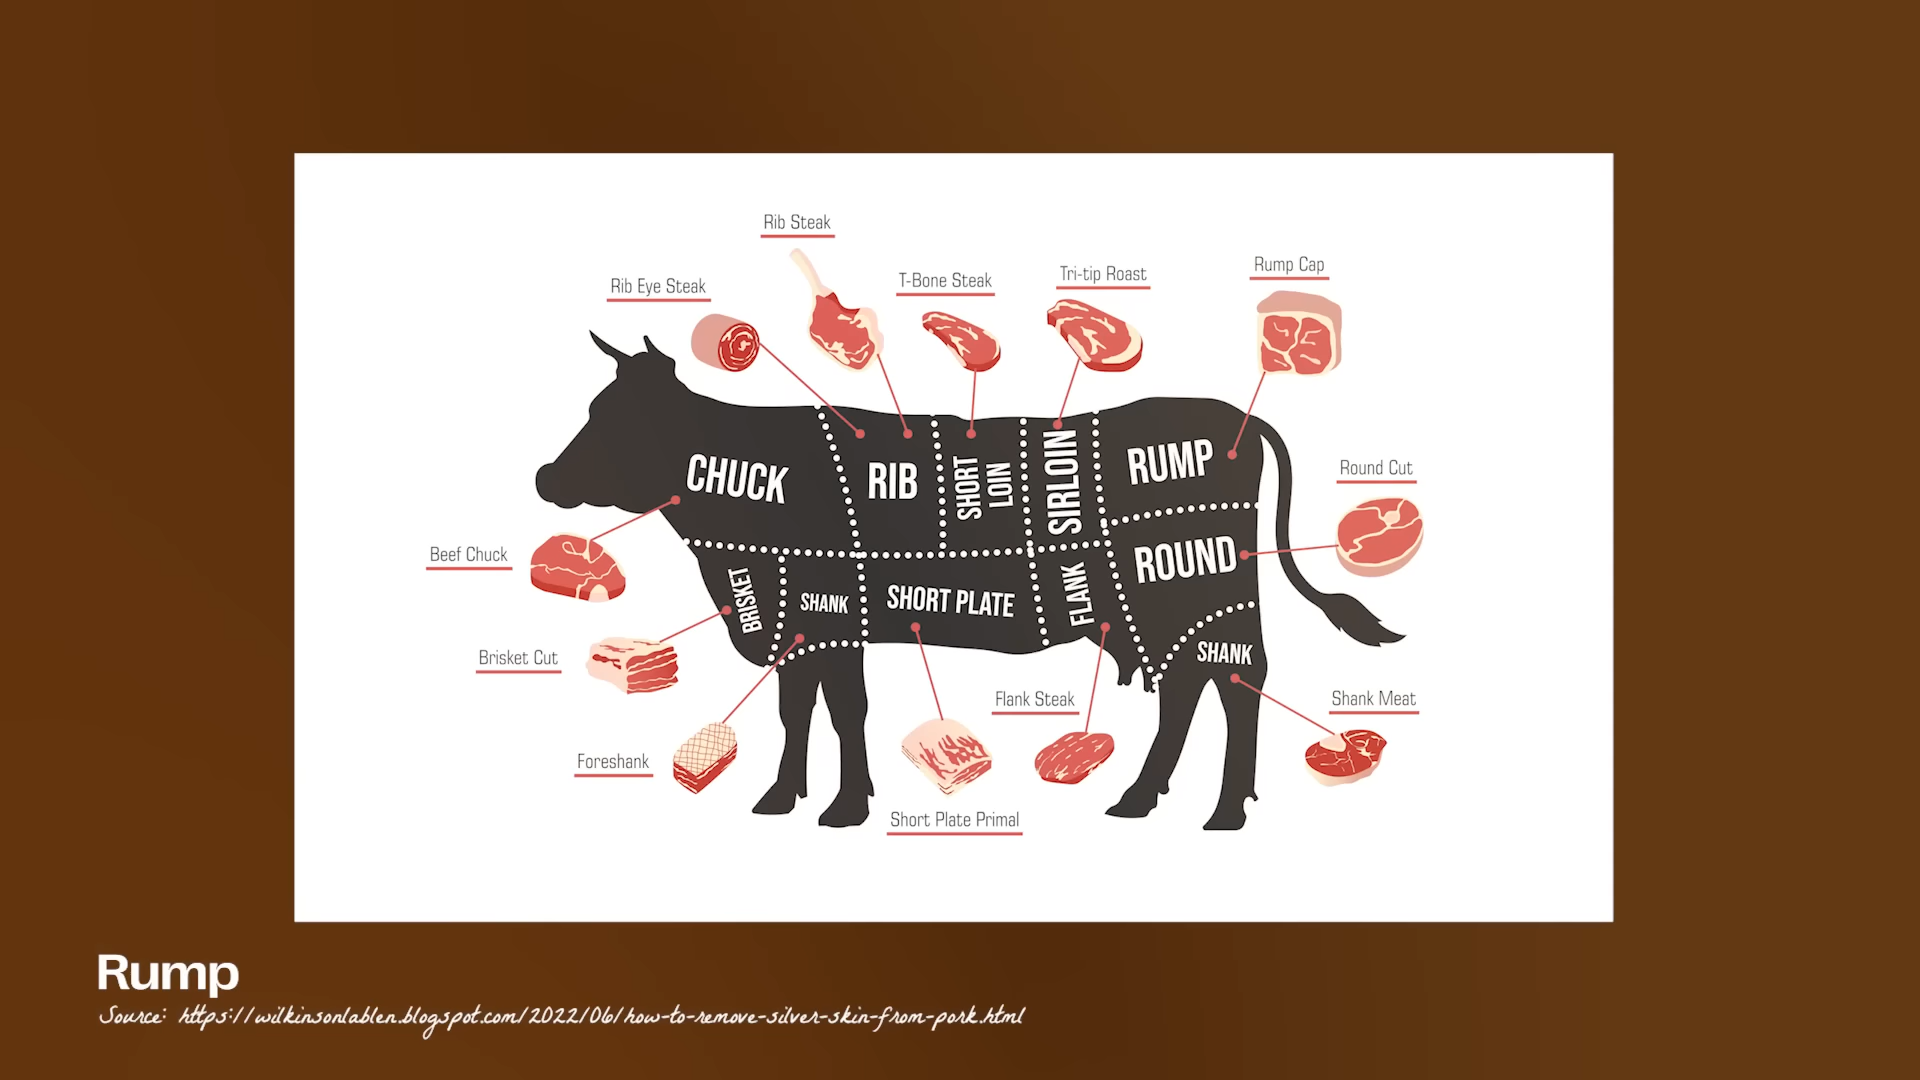 Rib Steak
Rib Eye Steak
T-Bone Steak
Tri-tip Roast
Rump Cap
CHUCK
RIB
SHORT
LOIN
SIRLOIN
RUMP
Round Cut
Beef Chuck
BRISKET
SHANK
SHORT PLATE
FLANK
ROUND
SHANK
Brisket Cut
Flank Steak
Shank Meat
Foreshank
Short Plate Primal
Rump
Source: https://wilkinsonlablen.blogspot.com/2022/06/how-to-remove-silver-skin-from-pork.html